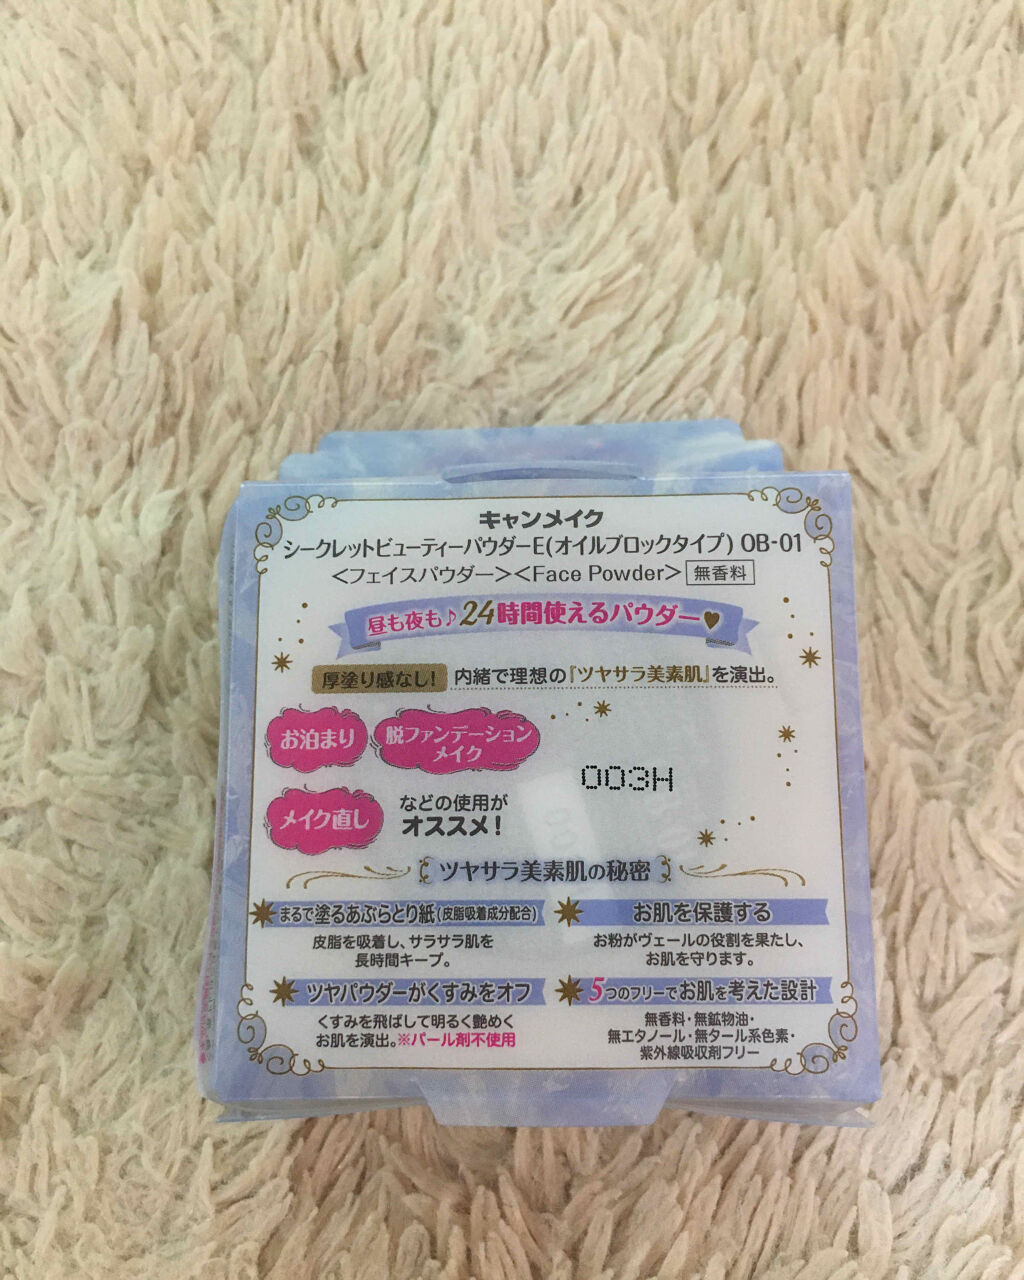 キャンメイク
シークレットビューティーパウダーE(オイルブロックタイプ) OB-01
<フェイスパウダー><Face Powder> 無香料
昼も夜も♪24時間使えるパウダー♥
厚塗り感なし! 内緒で理想の『ツヤサラ美素肌』を演出。
お泊まり
脱ファンデーション
メイク
メイク直し
などの使用が
オススメ!
003H
ツヤサラ美素肌の秘密
まるで塗るあぶらとり紙(皮脂吸着成分配合)
皮脂を吸着し、サラサラ肌を
長時間キープ。
お肌を保護する
お粉がヴェールの役割を果たし、
お肌を守ります。
ツヤパウダーがくすみをオフ
くすみを飛ばして明るく艶めく
お肌を演出。※パール剤不使用
5つのフリーでお肌を考えた設計
無香料・無鉱物油・
無エタノール・無タール系色素・
紫外線吸収剤フリー